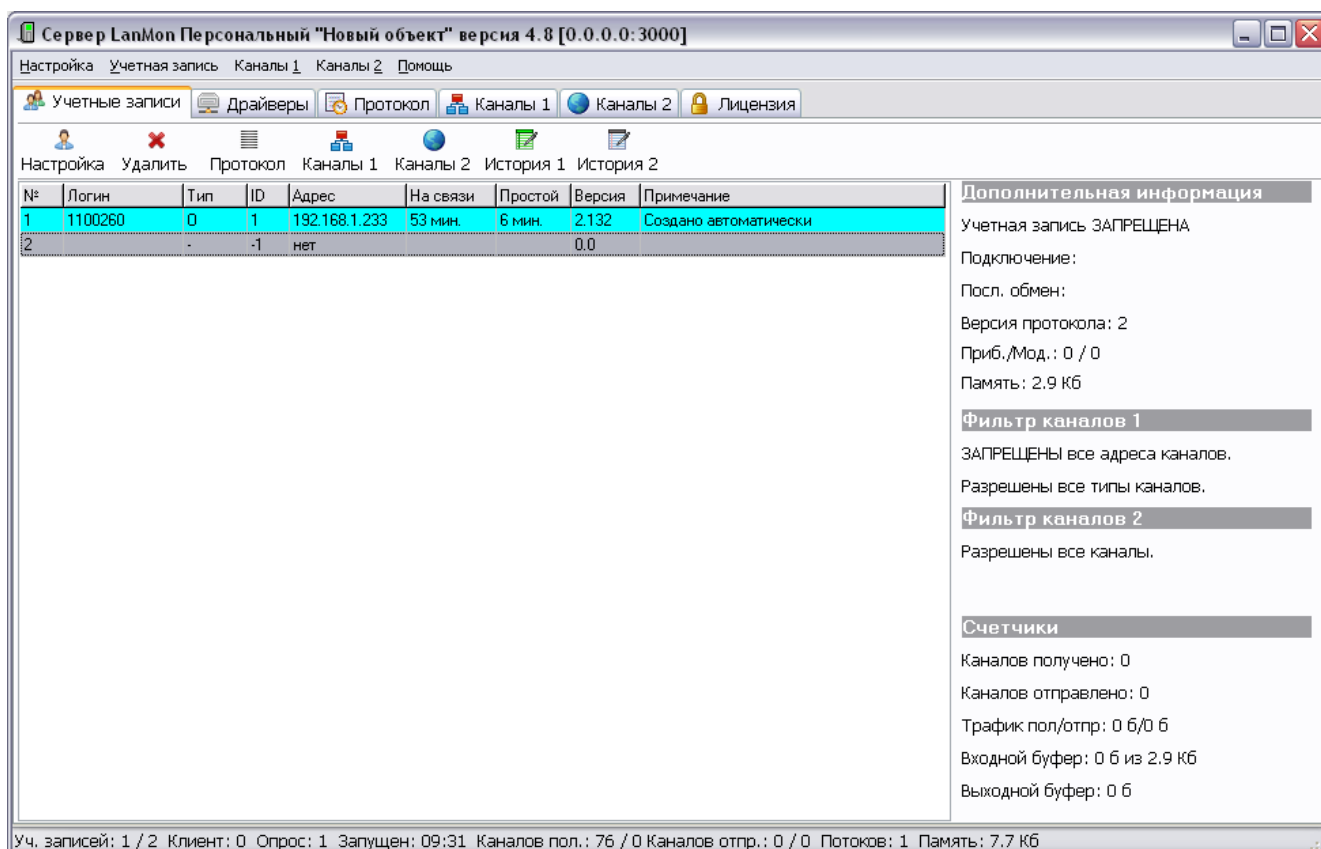 Сервер LanMon Персональный "Новый объект" версия 4.8 [0.0.0.0:3000]
Настройка Учетная запись Каналы 1 Каналы 2 Помощь
Учетные записи Драйверы Протокол Каналы 1 Каналы 2 Лицензия
Настройка Удалить Протокол Каналы 1 Каналы 2 История 1 История 2
№ Логин Тип ID Адрес На связи Простой Версия Примечание
1 1100260 О 1 192.168.1.233 53 мин. 6 мин. 2.132 Создано автоматически
2 - -1 нет 0.0
Дополнительная информация
Учетная запись ЗАПРЕЩЕНА
Подключение:
Посл. обмен:
Версия протокола: 2
Приб./Мод.: 0 / 0
Память: 2.9 Кб
Фильтр каналов 1
ЗАПРЕЩЕНЫ все адреса каналов.
Разрешены все типы каналов.
Фильтр каналов 2
Разрешены все каналы.
Счетчики
Каналов получено: 0
Каналов отправлено: 0
Трафик пол/отпр: 0 б/0 б
Входной буфер: 0 б из 2.9 Кб
Выходной буфер: 0 б
Уч. записей: 1 / 2 Клиент: 0 Опрос: 1 Запущен: 09:31 Каналов пол.: 76 / 0 Каналов отпр.: 0 / 0 Потоков: 1 Память: 7.7 Кб